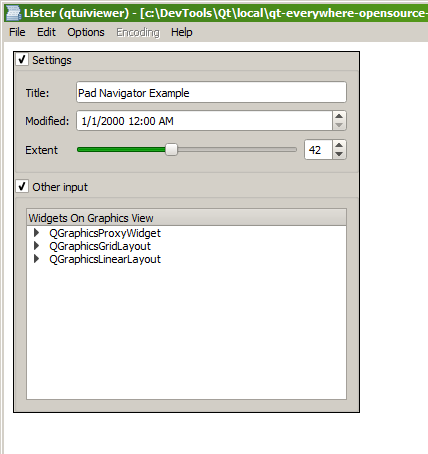 Lister (qtuiviewer) - [c:\DevTools\Qt\local\qt-everywhere-opensource-
File Edit Options Encoding Help
Settings
Title: Pad Navigator Example
Modified: 1/1/2000 12:00 AM
Extent 42
Other input
Widgets On Graphics View
QGraphicsProxyWidget
QGraphicsGridLayout
QGraphicsLinearLayout